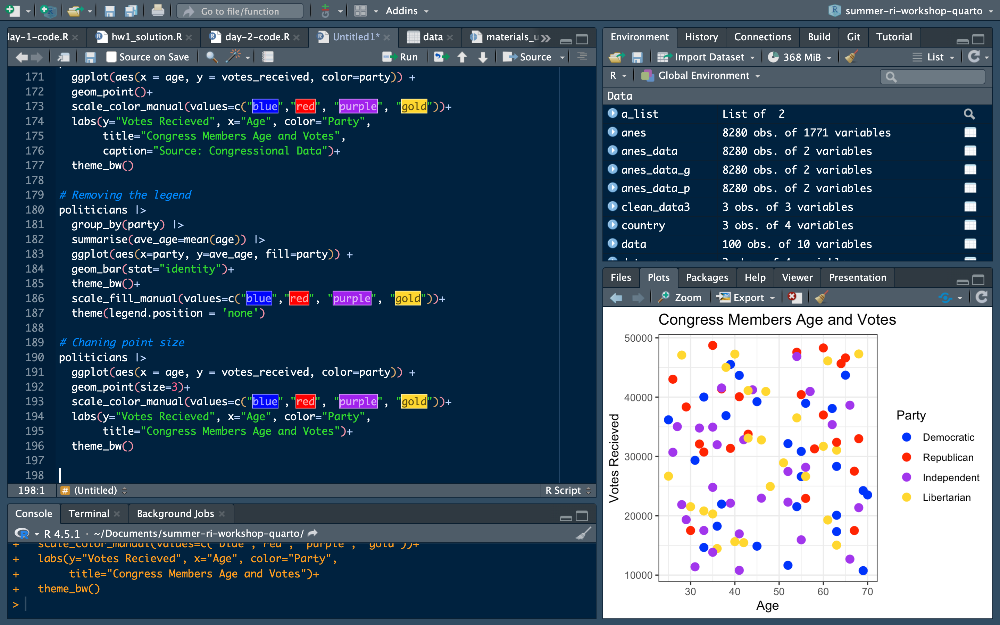 Go to file/function
Addins
summer-ri-workshop-quarto
day-1-code.R
hw1_solution.R
day-2-code.R
Untitled1*
data
Source on Save
Run
Source
171 ggplot(aes(x = age, y = votes_received, color=party)) +
172 geom_point()+
173 scale_color_manual(values=c("blue","red", "purple", "gold"))+
174 labs(y="Votes Recieved", x="Age", color="Party",
175 title="Congress Members Age and Votes",
176 caption="Source: Congressional Data")+
177 theme_bw()
178
179 # Removing the legend
180 politicians |>
181 group_by(party) |>
182 summarise(ave_age=mean(age)) |>
183 ggplot(aes(x=party, y=ave_age, fill=party)) +
184 geom_bar(stat="identity")+
185 theme_bw()+
186 scale_fill_manual(values=c("blue","red", "purple", "gold"))+
187 theme(legend.position = 'none')
188
189 # Chaning point size
190 politicians |>
191 ggplot(aes(x = age, y = votes_received, color=party)) +
192 geom_point(size=3)+
193 scale_color_manual(values=c("blue","red", "purple", "gold"))+
194 labs(y="Votes Recieved", x="Age", color="Party",
195 title="Congress Members Age and Votes")+
196 theme_bw()
197
198
198:1 # (Untitled) R Script
Console Terminal Background Jobs
R 4.5.1 · ~/Documents/summer-ri-workshop-quarto/
+ scale_color_manual(values=c("blue","red", "purple", "gold"))+
+ labs(y="Votes Recieved", x="Age", color="Party",
+ title="Congress Members Age and Votes")+
+ theme_bw()
>
Environment History Connections Build Git Tutorial
Import Dataset 368 MiB List
R Global Environment
Data
a_list List of 2
anes 8280 obs. of 1771 variables
anes_data 8280 obs. of 2 variables
anes_data_g 8280 obs. of 2 variables
anes_data_p 8280 obs. of 2 variables
clean_data3 3 obs. of 3 variables
country 3 obs. of 4 variables
data 100 obs. of 10 variables
Files Plots Packages Help Viewer Presentation
Zoom Export
Congress Members Age and Votes
50000
40000
30000
20000
10000
Votes Recieved
30 40 50 60 70
Age
Party
Democratic
Republican
Independent
Libertarian